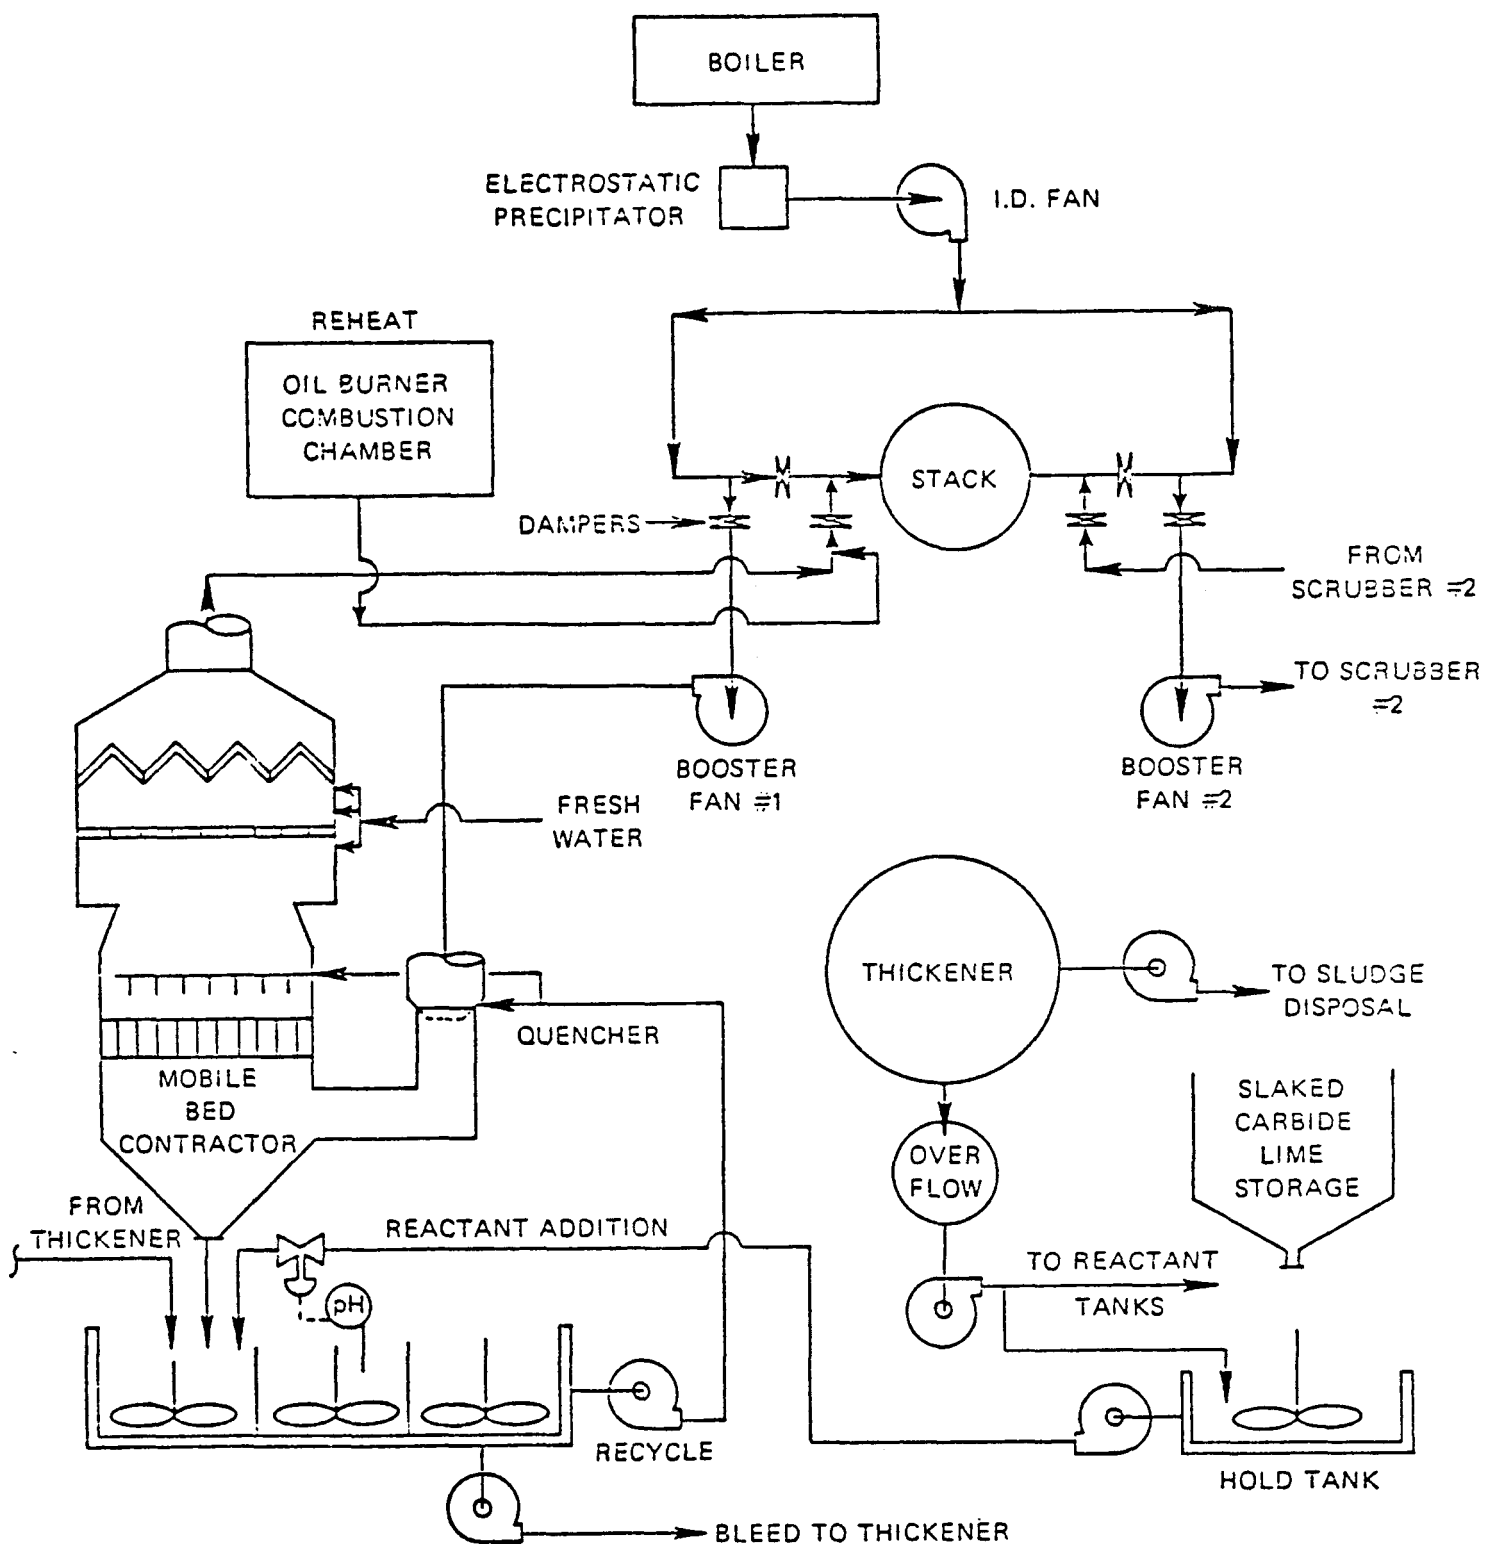 BOILER
ELECTROSTATIC
PRECIPITATOR
I.D. FAN
REHEAT
OIL BURNER
COMBUSTION
CHAMBER
STACK
DAMPERS
FROM
SCRUBBER #2
TO SCRUBBER
#2
BOOSTER
FAN #1
BOOSTER
FAN #2
FRESH
WATER
THICKENER
TO SLUDGE
DISPOSAL
QUENCHER
MOBILE
BED
CONTRACTOR
SLAKED
CARBIDE
LIME
STORAGE
OVER
FLOW
FROM
THICKENER
REACTANT ADDITION
TO REACTANT
TANKS
pH
RECYCLE
HOLD TANK
BLEED TO THICKENER